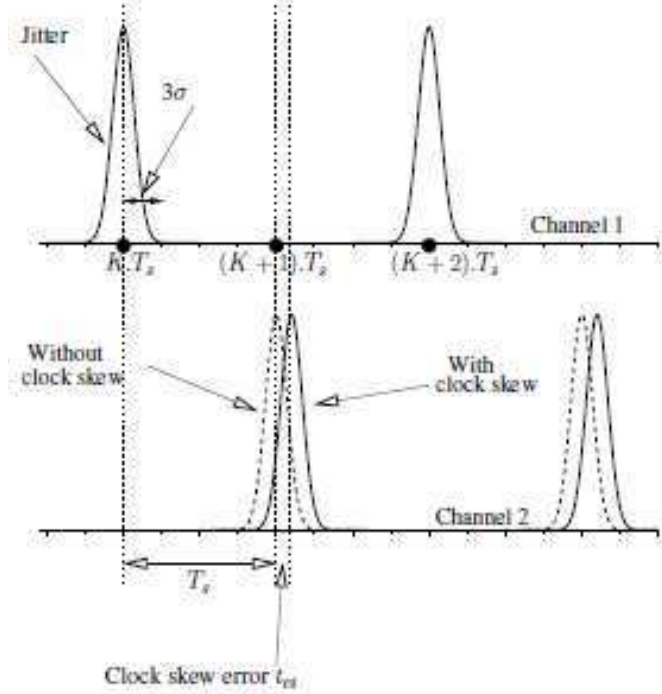 Jitter
3σ
Channel 1
K.Tₛ
(K + 1).Tₛ
(K + 2).Tₛ
Without
clock skew
With
clock skew
Channel 2
Tₛ
Clock skew error